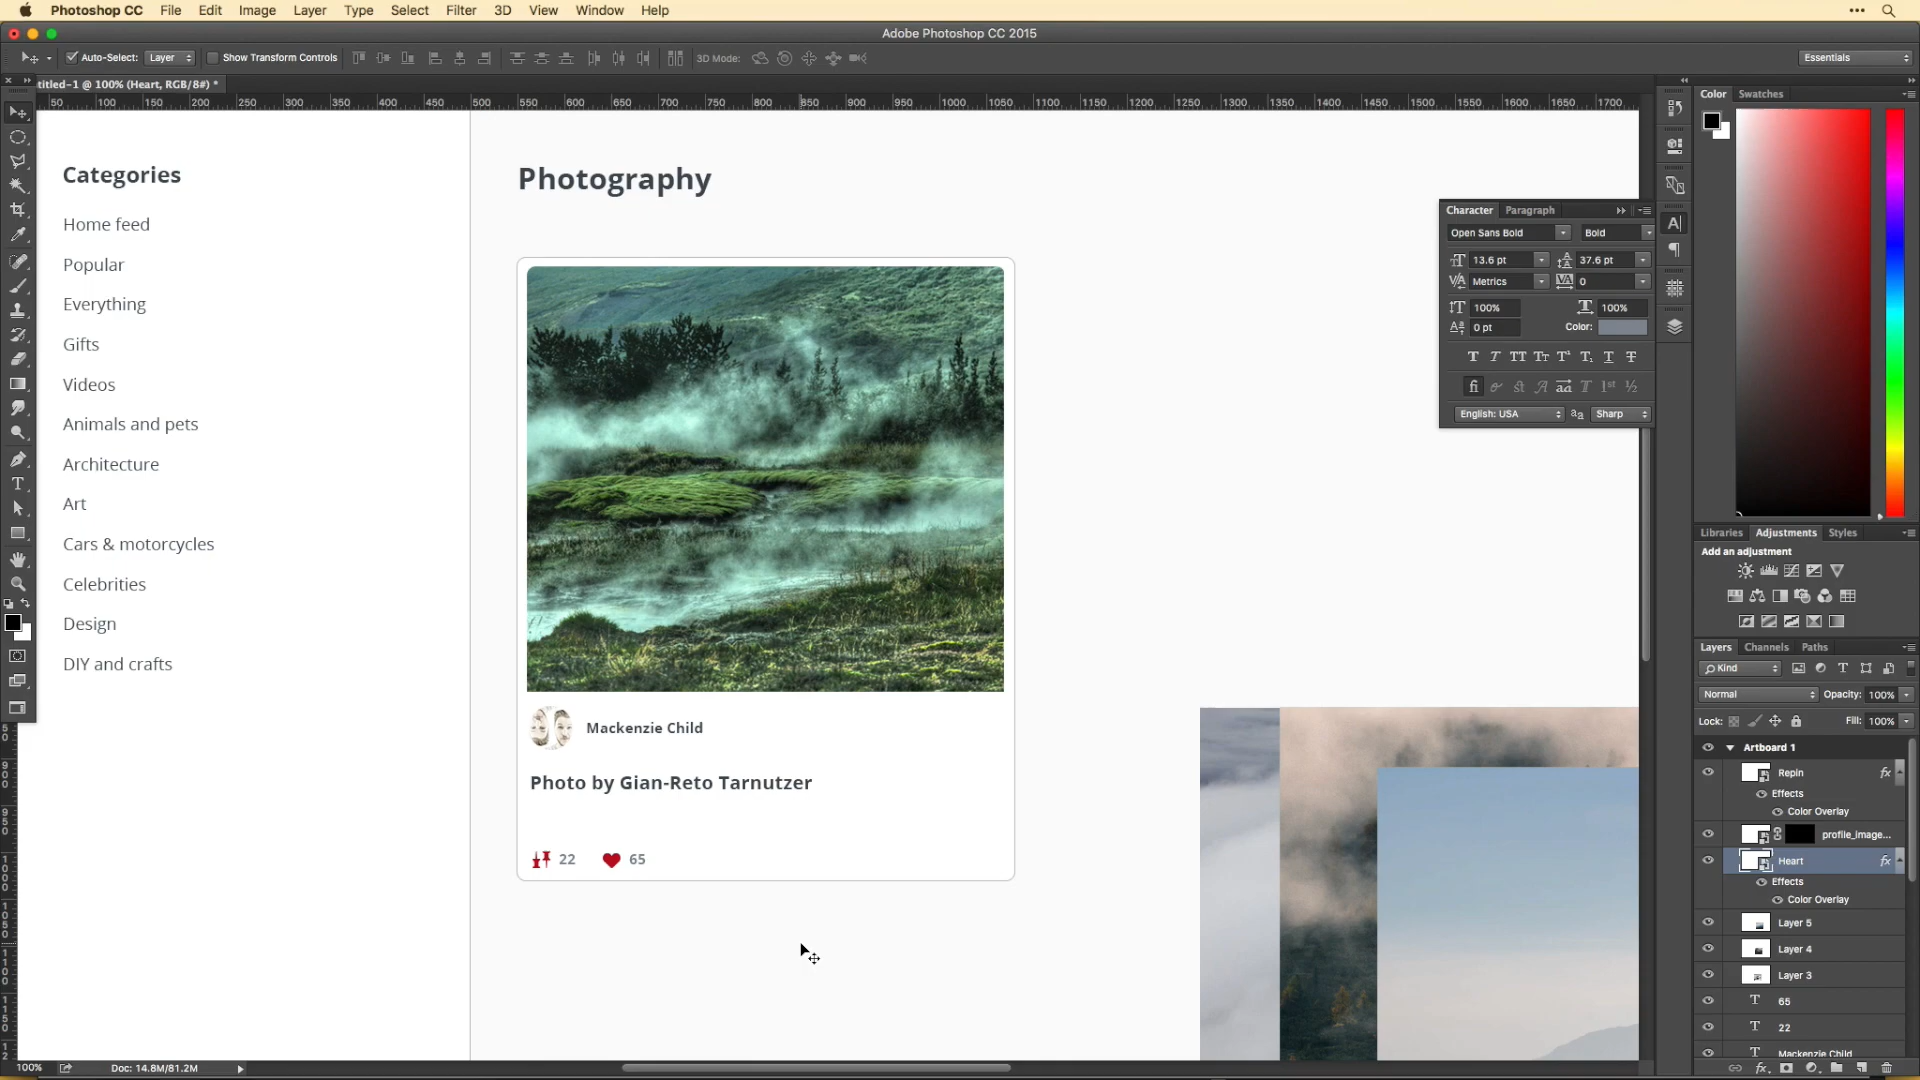 Photoshop CC File Edit Image Layer Type Select Filter 3D View Window Help
Adobe Photoshop CC 2015
Auto-Select: Layer Show Transform Controls 3D Mode: Essentials
titled-1 @ 100% (Heart, RGB/8#) *
50 100 150 200 250 300 350 400 450 500 550 600 650 700 750 800 850 900 950 1000 1050 1100 1150 1200 1250 1300 1350 1400 1450 1500 1550 1600 1650 1700
Categories
Home feed
Popular
Everything
Gifts
Videos
Animals and pets
Architecture
Art
Cars & motorcycles
Celebrities
Design
DIY and crafts
Photography
Mackenzie Child
Photo by Gian-Reto Tarnutzer
22 65
Character Paragraph
Open Sans Bold Bold
13.6 pt 37.6 pt
Metrics 0
100% 100%
0 pt Color:
English: USA Sharp
Color Swatches
Libraries Adjustments Styles
Add an adjustment
Layers Channels Paths
Kind
Normal Opacity: 100%
Lock: Fill: 100%
Artboard 1
Repin fx
Effects
Color Overlay
profile_image...
Heart fx
Effects
Color Overlay
Layer 5
Layer 4
Layer 3
T 65
T 22
T Mackenzie Child
100% Doc: 14.8M/81.2M